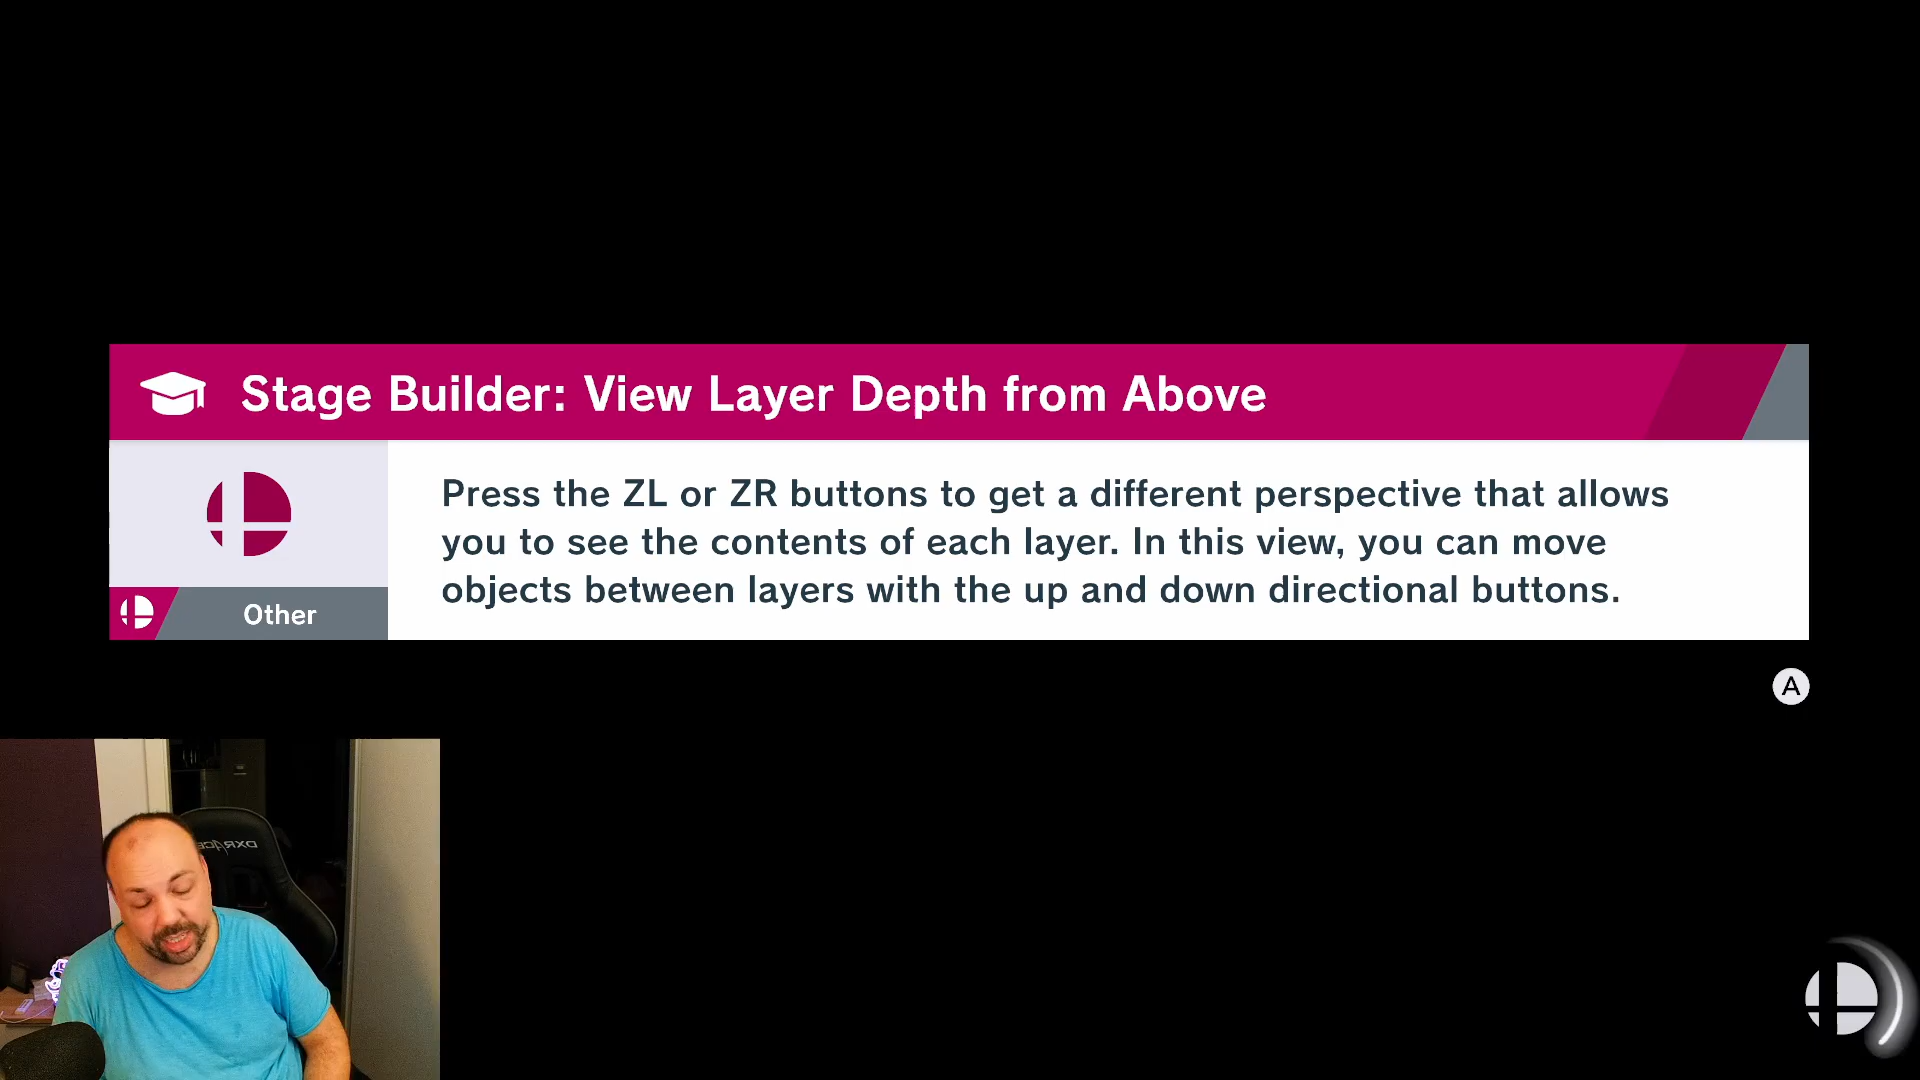 Stage Builder: View Layer Depth from Above
Press the ZL or ZR buttons to get a different perspective that allows
you to see the contents of each layer. In this view, you can move
objects between layers with the up and down directional buttons.
Other
A